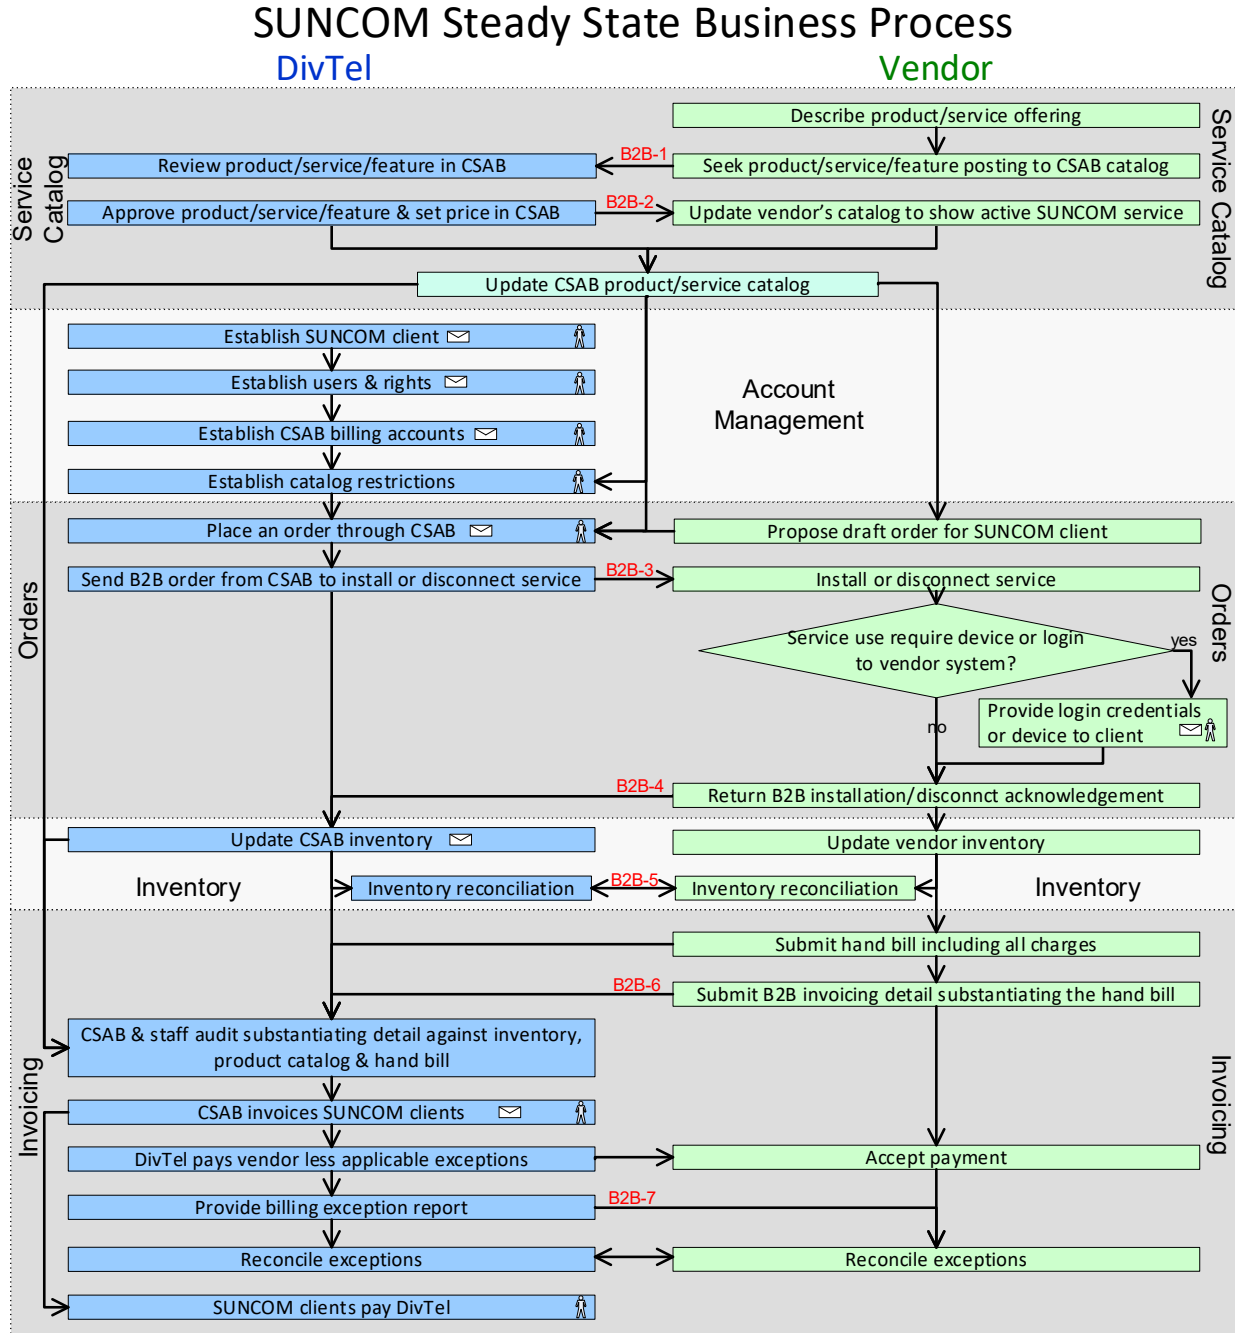 SUNCOM Steady State Business Process
DivTel
Vendor
Service Catalog
Service Catalog
Describe product/service offering
Review product/service/feature in CSAB
B2B-1
Seek product/service/feature posting to CSAB catalog
Approve product/service/feature & set price in CSAB
B2B-2
Update vendor's catalog to show active SUNCOM service
Update CSAB product/service catalog
Establish SUNCOM client
Establish users & rights
Establish CSAB billing accounts
Establish catalog restrictions
Account
Management
Orders
Orders
Place an order through CSAB
Propose draft order for SUNCOM client
Send B2B order from CSAB to install or disconnect service
B2B-3
Install or disconnect service
Service use require device or login
to vendor system?
yes
no
Provide login credentials
or device to client
B2B-4
Return B2B installation/disconnct acknowledgement
Update CSAB inventory
Update vendor inventory
Inventory
Inventory reconciliation
B2B-5
Inventory reconciliation
Inventory
Invoicing
Invoicing
Submit hand bill including all charges
B2B-6
Submit B2B invoicing detail substantiating the hand bill
CSAB & staff audit substantiating detail against inventory,
product catalog & hand bill
CSAB invoices SUNCOM clients
DivTel pays vendor less applicable exceptions
Accept payment
Provide billing exception report
B2B-7
Reconcile exceptions
Reconcile exceptions
SUNCOM clients pay DivTel